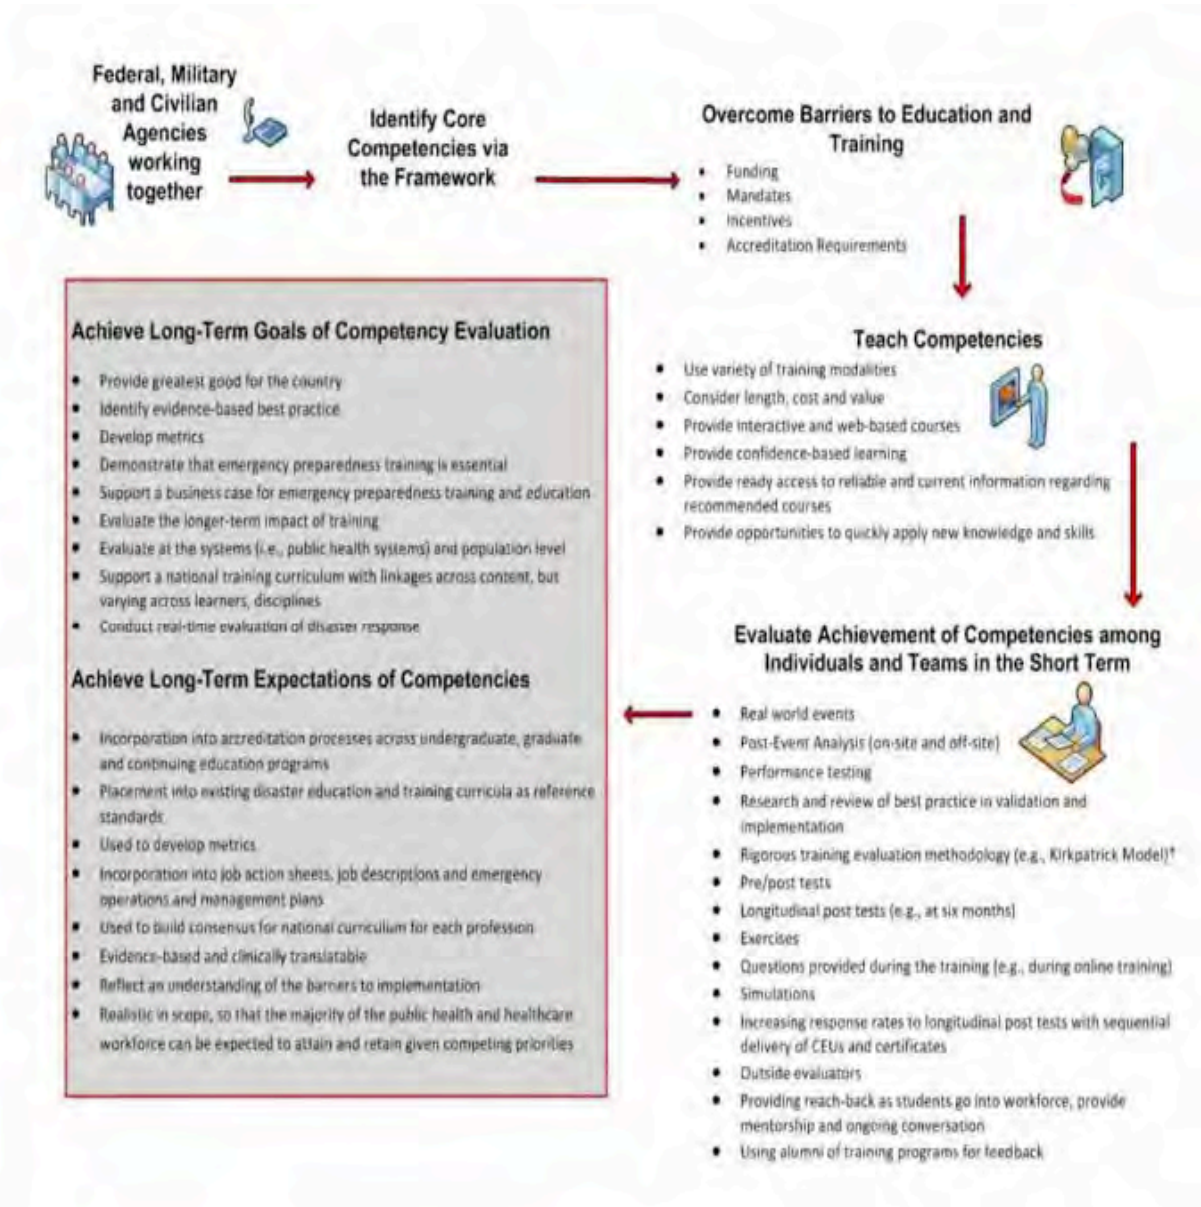 Federal, Military
and Civilian
Agencies
working
together
Identify Core
Competencies via
the Framework
Overcome Barriers to Education and
Training
• Funding
• Mandates
• Incentives
• Accreditation Requirements
Teach Competencies
• Use variety of training modalities
• Consider length, cost and value
• Provide interactive and web-based courses
• Provide confidence-based learning
• Provide ready access to reliable and current information regarding
recommended courses
• Provide opportunities to quickly apply new knowledge and skills
Evaluate Achievement of Competencies among
Individuals and Teams in the Short Term
• Real world events
• Post-Event Analysis (on-site and off-site)
• Performance testing
• Research and review of best practice in validation and
implementation
• Rigorous training evaluation methodology (e.g., Kirkpatrick Model)*
• Pre/post tests
• Longitudinal post tests (e.g., at six months)
• Exercises
• Questions provided during the training (e.g., during online training)
• Simulations
• Increasing response rates to longitudinal post tests with sequential
delivery of CEUs and certificates
• Outside evaluators
• Providing reach-back as students go into workforce, provide
mentorship and ongoing conversation
• Using alumni of training programs for feedback
Achieve Long-Term Goals of Competency Evaluation
• Provide greatest good for the country
• Identify evidence-based best practice
• Develop metrics
• Demonstrate that emergency preparedness training is essential
• Support a business case for emergency preparedness training and education
• Evaluate the longer-term impact of training
• Evaluate at the systems (i.e., public health systems) and population level
• Support a national training curriculum with linkages across content, but
varying across learners, disciplines
• Conduct real-time evaluation of disaster response
Achieve Long-Term Expectations of Competencies
• Incorporation into accreditation processes across undergraduate, graduate
and continuing education programs
• Placement into existing disaster education and training curricula as reference
standards
• Used to develop metrics
• Incorporation into job action sheets, job descriptions and emergency
operations and management plans
• Used to build consensus for national curriculum for each profession
• Evidence-based and clinically translatable
• Reflect an understanding of the barriers to implementation
• Realistic in scope, so that the majority of the public health and healthcare
workforce can be expected to attain and retain given competing priorities